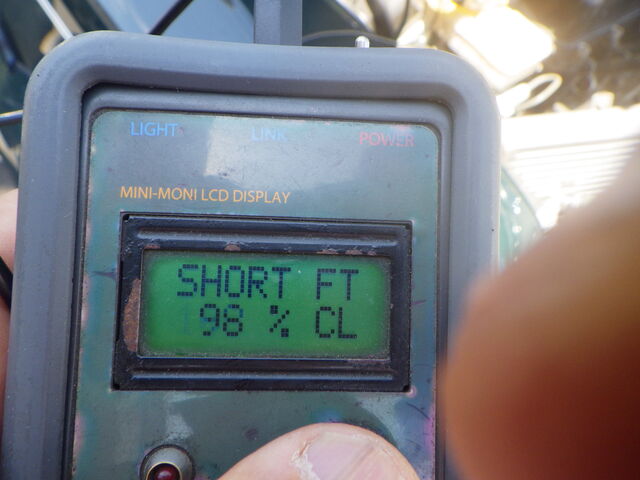 LIGHT LINK POWER
MINI-MONI LCD DISPLAY
SHORT FT
98 % CL